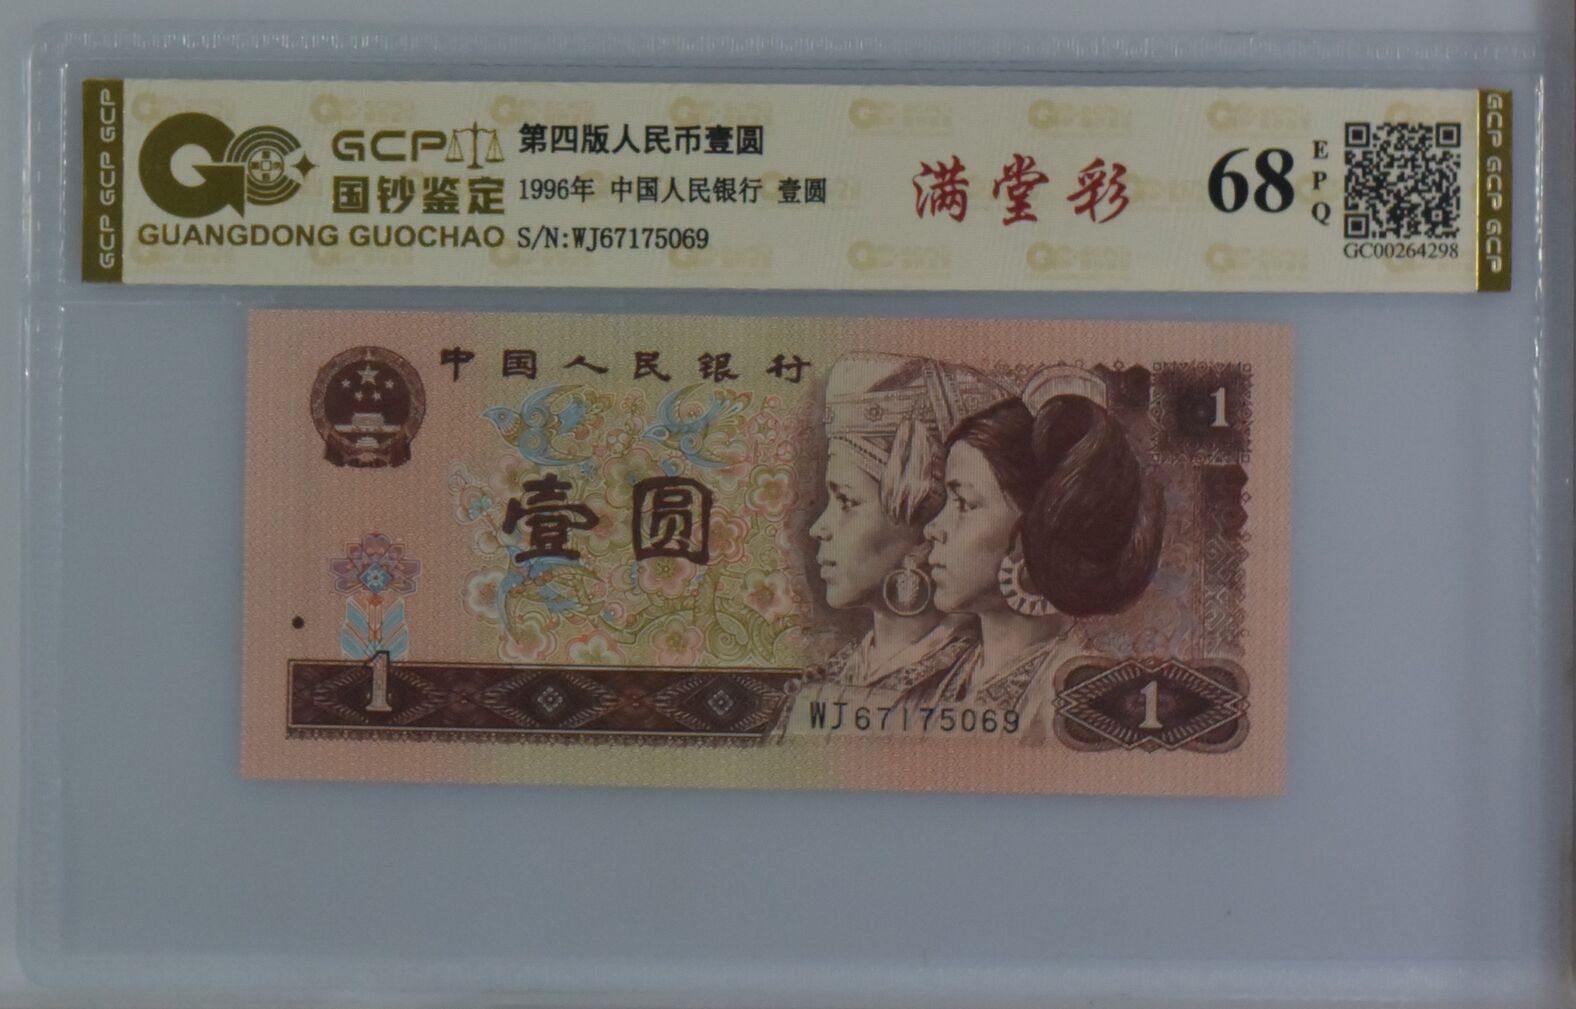 GCP GCP GCP
GCP
国钞鉴定
GUANGDONG GUOCHAO
第四版人民币壹圆
1996年 中国人民银行 壹圆
S/N:WJ67175069
满堂彩
68
EPQ
GC00264298
GCP GCP GCP
中国人民银行
1
壹圆
1
WJ67175069
1